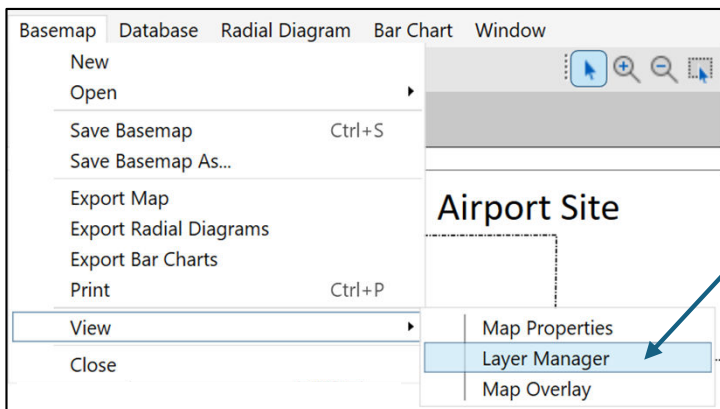 Basemap Database Radial Diagram Bar Chart Window
New
Open
Save Basemap Ctrl+S
Save Basemap As...
Airport Site
Export Map
Export Radial Diagrams
Export Bar Charts
Print Ctrl+P
View
Map Properties
Layer Manager
Close
Map Overlay